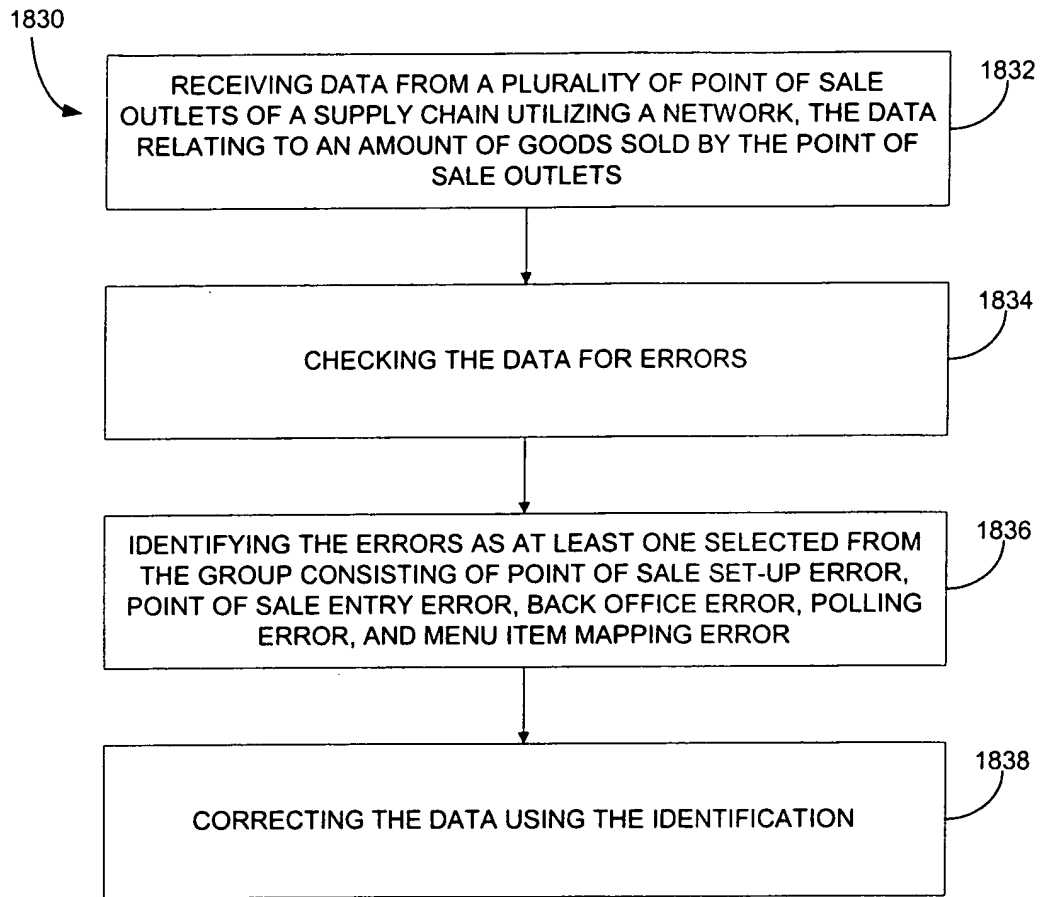 1830
RECEIVING DATA FROM A PLURALITY OF POINT OF SALE
OUTLETS OF A SUPPLY CHAIN UTILIZING A NETWORK, THE DATA
RELATING TO AN AMOUNT OF GOODS SOLD BY THE POINT OF
SALE OUTLETS
1832
CHECKING THE DATA FOR ERRORS
1834
IDENTIFYING THE ERRORS AS AT LEAST ONE SELECTED FROM
THE GROUP CONSISTING OF POINT OF SALE SET-UP ERROR,
POINT OF SALE ENTRY ERROR, BACK OFFICE ERROR, POLLING
ERROR, AND MENU ITEM MAPPING ERROR
1836
CORRECTING THE DATA USING THE IDENTIFICATION
1838